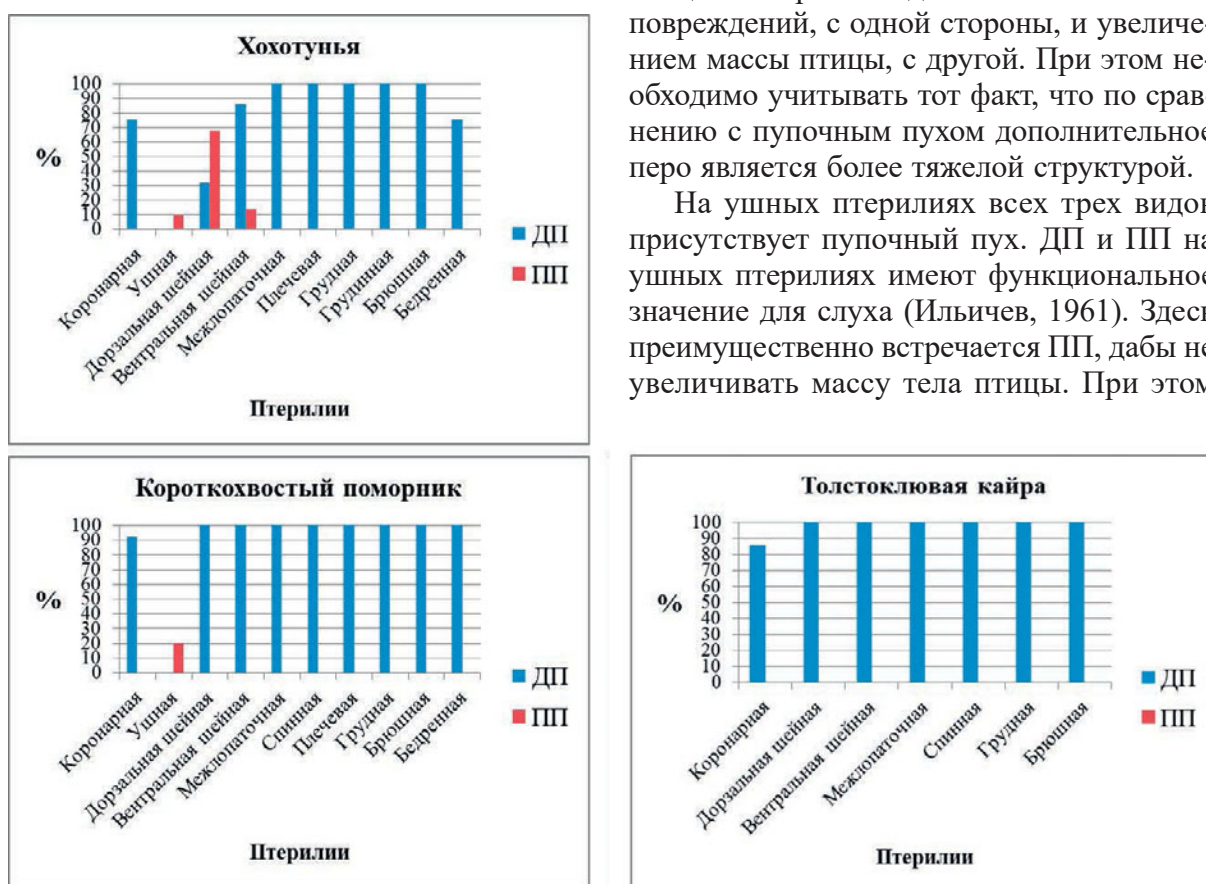 Хохотунья
100
90
80
70
60
50
40
30
20
10
0
%
Коронарная
Ушная
Дорзальная шейная
Вентральная шейная
Межлопаточная
Плечевая
Грудная
Грудиная
Брюшная
Бедренная
ДП
ПП
Птерилии
повреждений, с одной стороны, и увеличе-
нием массы птицы, с другой. При этом не-
обходимо учитывать тот факт, что по срав-
нению с пупочным пухом дополнительное
перо является более тяжелой структурой.
На ушных птерилиях всех трех видов
присутствует пупочный пух. ДП и ПП на
ушных птерилиях имеют функциональное
значение для слуха (Ильичев, 1961). Здесь
преимущественно встречается ПП, дабы не
увеличивать массу тела птицы. При этом
Короткохвостый поморник
100
90
80
70
60
50
40
30
20
10
0
%
Коронарная
Ушная
Дорзальная шейная
Вентральная шейная
Межлопаточная
Спинная
Плечевая
Грудная
Брюшная
Бедренная
ДП
ПП
Птерилии
Толстоклювая кайра
100
90
80
70
60
50
40
30
20
10
0
%
Коронарная
Дорзальная шейная
Вентральная шейная
Межлопаточная
Спинная
Грудная
Брюшная
ДП
ПП
Птерилии